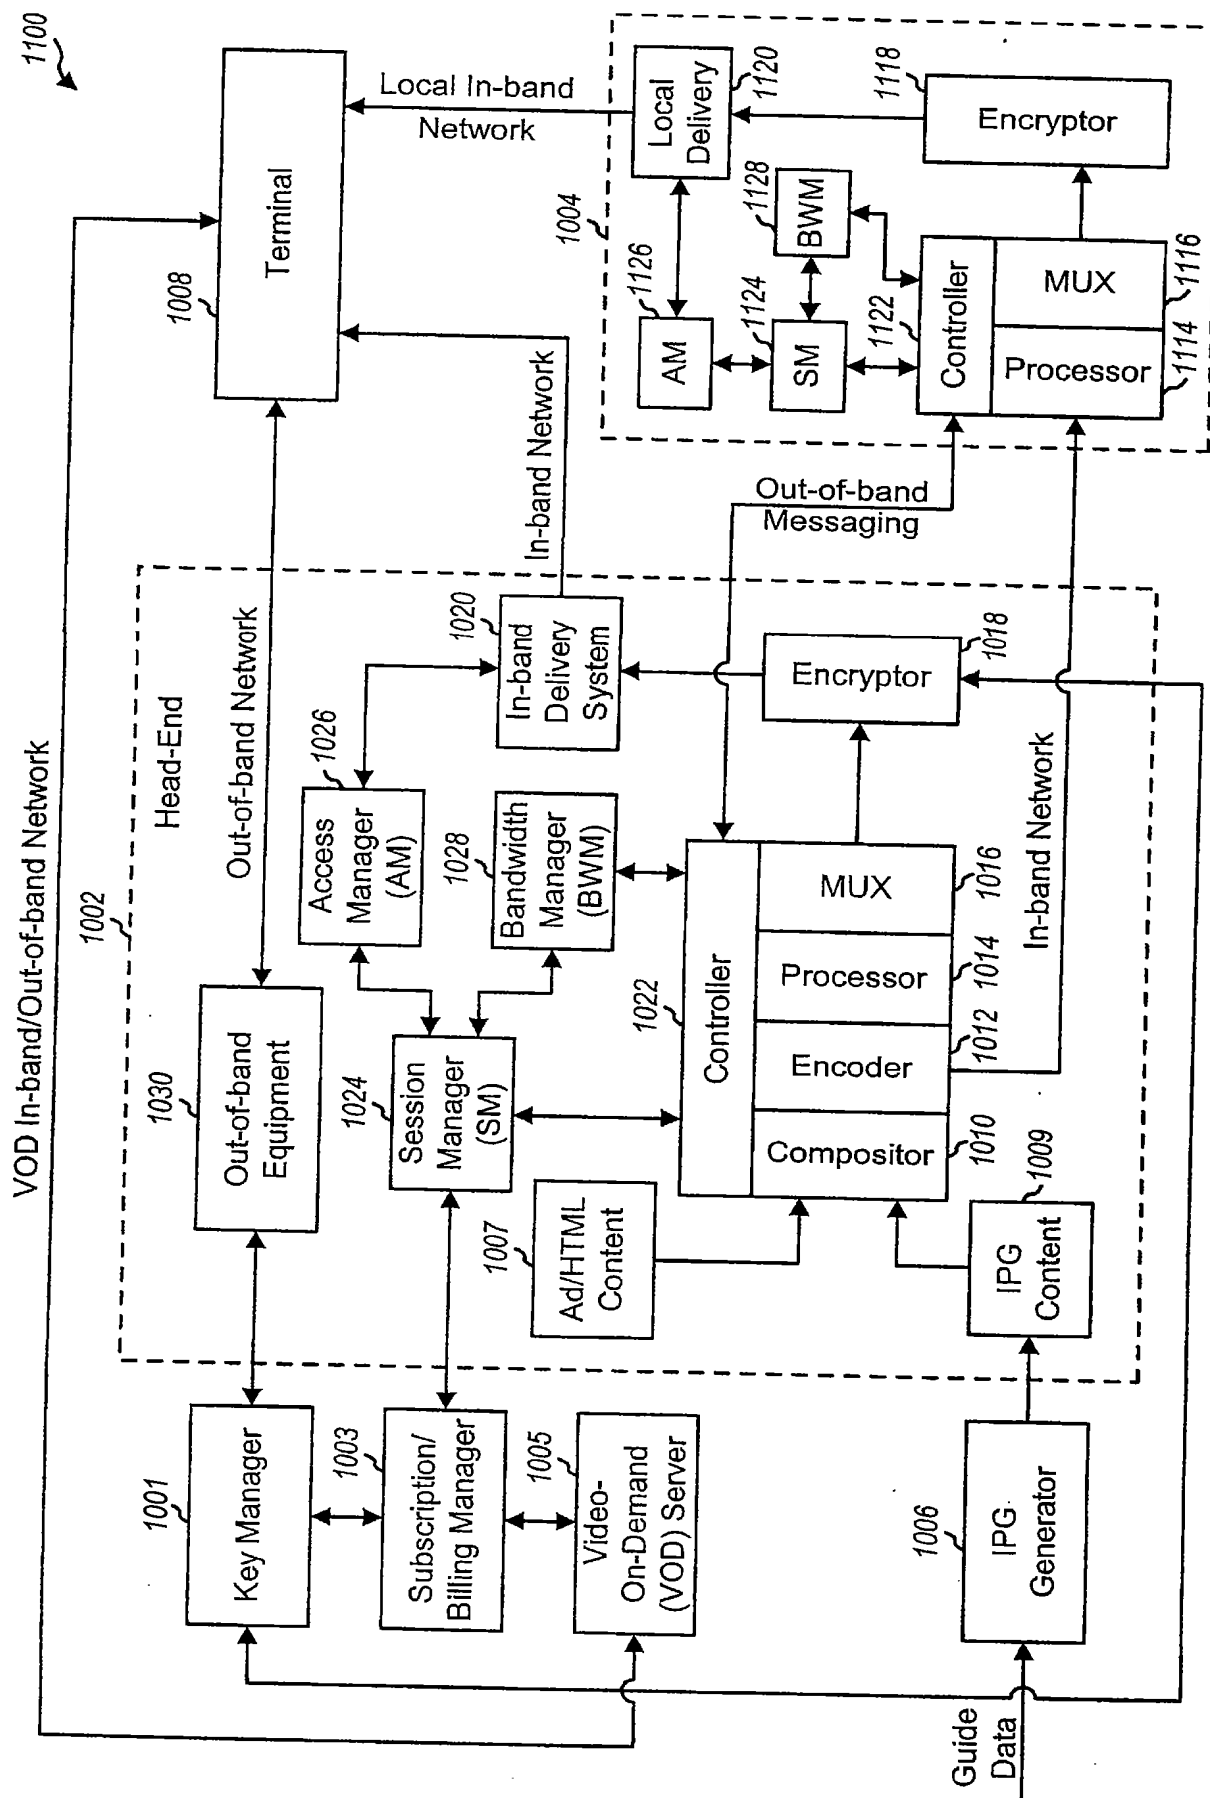 1100
VOD In-band/Out-of-band Network
1002
Head-End
1001
Key Manager
1030
Out-of-band
Equipment
Out-of-band Network
1008
Terminal
1003
Subscription/
Billing Manager
1024
Session
Manager
(SM)
1026
Access
Manager
(AM)
1005
Video-
On-Demand
(VOD) Server
1007
Ad/HTML
Content
1028
Bandwidth
Manager
(BWM)
1020
In-band
Delivery
System
In-band Network
Local In-band
Network
1022
Controller
Compositor
1010
Encoder
1012
Processor
1014
MUX
1016
Encryptor
1018
Out-of-band
Messaging
In-band Network
1006
IPG
Generator
1009
IPG
Content
Guide
Data
1004
Local
Delivery
1120
1126
AM
1124
SM
1128
BWM
1122
Controller
Processor
1114
MUX
1116
1118
Encryptor